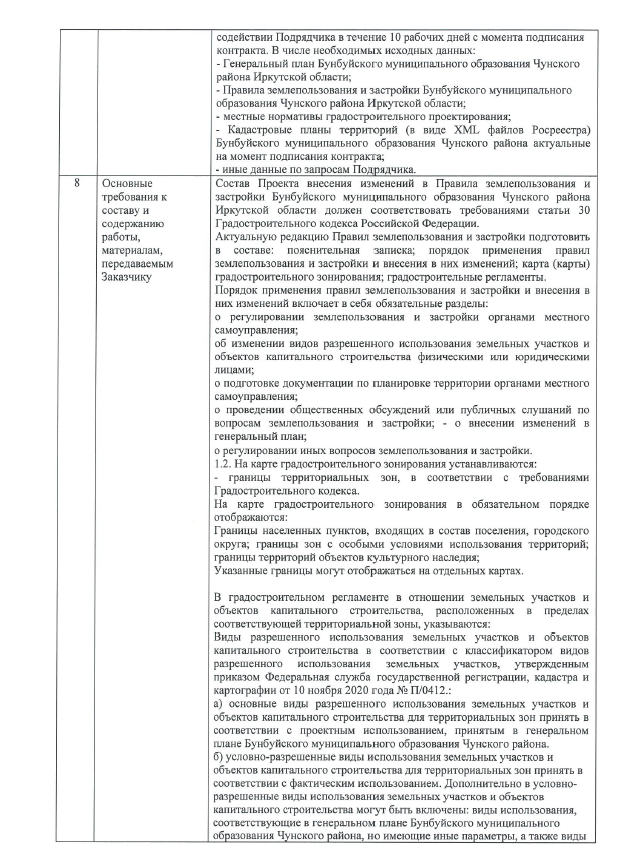 содействии Подрядчика в течение 10 рабочих дней с момента подписания
контракта. В числе необходимых исходных данных:
- Генеральный план Бунбуйского муниципального образования Чунского
района Иркутской области;
- Правила землепользования и застройки Бунбуйского муниципального
образования Чунского района Иркутской области;
- местные нормативы градостроительного проектирования;
- Кадастровые планы территорий (в виде XML файлов Росреестра)
Бунбуйского муниципального образования Чунского района актуальные
на момент подписания контракта;
- иные данные по запросам Подрядчика.
8
Основные
требования к
составу и
содержанию
работы,
материалам,
передаваемым
Заказчику
Состав Проекта внесения изменений в Правила землепользования и
застройки Бунбуйского муниципального образования Чунского района
Иркутской области должен соответствовать требованиями статьи 30
Градостроительного кодекса Российской Федерации.
Актуальную редакцию Правил землепользования и застройки подготовить
в составе: пояснительная записка; порядок применения правил
землепользования и застройки и внесения в них изменений; карта (карты)
градостроительного зонирования; градостроительные регламенты.
Порядок применения правил землепользования и застройки и внесения в
них изменений включает в себя обязательные разделы:
о регулировании землепользования и застройки органами местного
самоуправления;
об изменении видов разрешенного использования земельных участков и
объектов капитального строительства физическими или юридическими
лицами;
о подготовке документации по планировке территории органами местного
самоуправления;
о проведении общественных обсуждений или публичных слушаний по
вопросам землепользования и застройки; - о внесении изменений в
генеральный план;
о регулировании иных вопросов землепользования и застройки.
1.2. На карте градостроительного зонирования устанавливаются:
- границы территориальных зон, в соответствии с требованиями
Градостроительного кодекса.
На карте градостроительного зонирования в обязательном порядке
отображаются:
Границы населенных пунктов, входящих в состав поселения, городского
округа; границы зон с особыми условиями использования территорий;
границы территорий объектов культурного наследия;
Указанные границы могут отображаться на отдельных картах.
В градостроительном регламенте в отношении земельных участков и
объектов капитального строительства, расположенных в пределах
соответствующей территориальной зоны, указываются:
Виды разрешенного использования земельных участков и объектов
капитального строительства в соответствии с классификатором видов
разрешенного использования земельных участков, утвержденным
приказом Федеральная служба государственной регистрации, кадастра и
картографии от 10 ноября 2020 года № П/0412.:
а) основные виды разрешенного использования земельных участков и
объектов капитального строительства для территориальных зон принять в
соответствии с проектным использованием, принятым в генеральном
плане Бунбуйского муниципального образования Чунского района.
б) условно-разрешенные виды использования земельных участков и
объектов капитального строительства для территориальных зон принять в
соответствии с фактическим использованием. Дополнительно в условно-
разрешенные виды использования земельных участков и объектов
капитального строительства могут быть включены: виды использования,
соответствующие в генеральном плане Бунбуйского муниципального
образования Чунского района, но имеющие иные параметры, а также виды